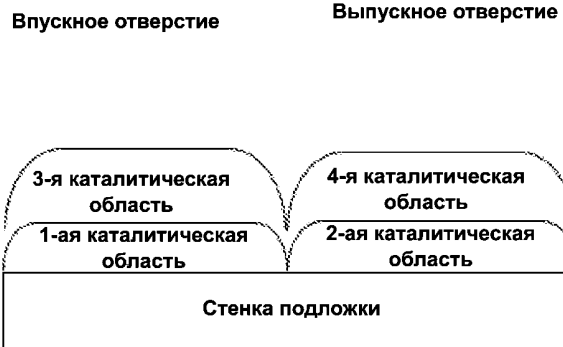 Впускное отверстие
Выпускное отверстие
3-я каталитическая
область
4-я каталитическая
область
1-ая каталитическая
область
2-ая каталитическая
область
Стенка подложки